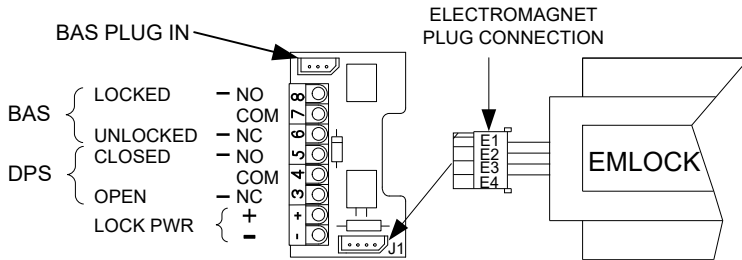 ELECTROMAGNET
PLUG CONNECTION
BAS PLUG IN
BAS
LOCKED – NO 8
COM 7
UNLOCKED – NC 6
DPS
CLOSED – NO 5
COM 4
OPEN – NC 3
LOCK PWR + +
– -
J1
E1
E2
E3
E4
EMLOCK